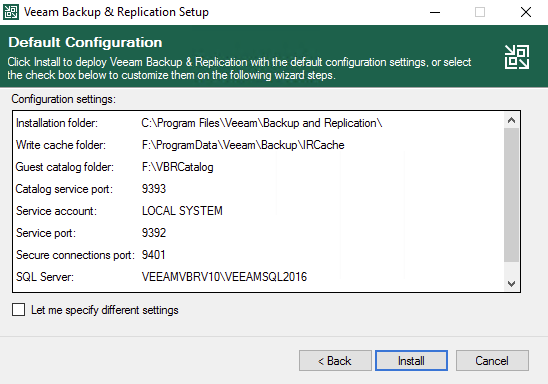 Veeam Backup & Replication Setup
Default Configuration
Click Install to deploy Veeam Backup & Replication with the default configuration settings, or select
the check box below to customize them on the following wizard steps.
Configuration settings:
Installation folder: C:\Program Files\Veeam\Backup and Replication\
Write cache folder: F:\ProgramData\Veeam\Backup\IRCache
Guest catalog folder: F:\VBRCatalog
Catalog service port: 9393
Service account: LOCAL SYSTEM
Service port: 9392
Secure connections port: 9401
SQL Server: VEEAMVBRV10\VEEAMSQL2016
Let me specify different settings
< Back Install Cancel